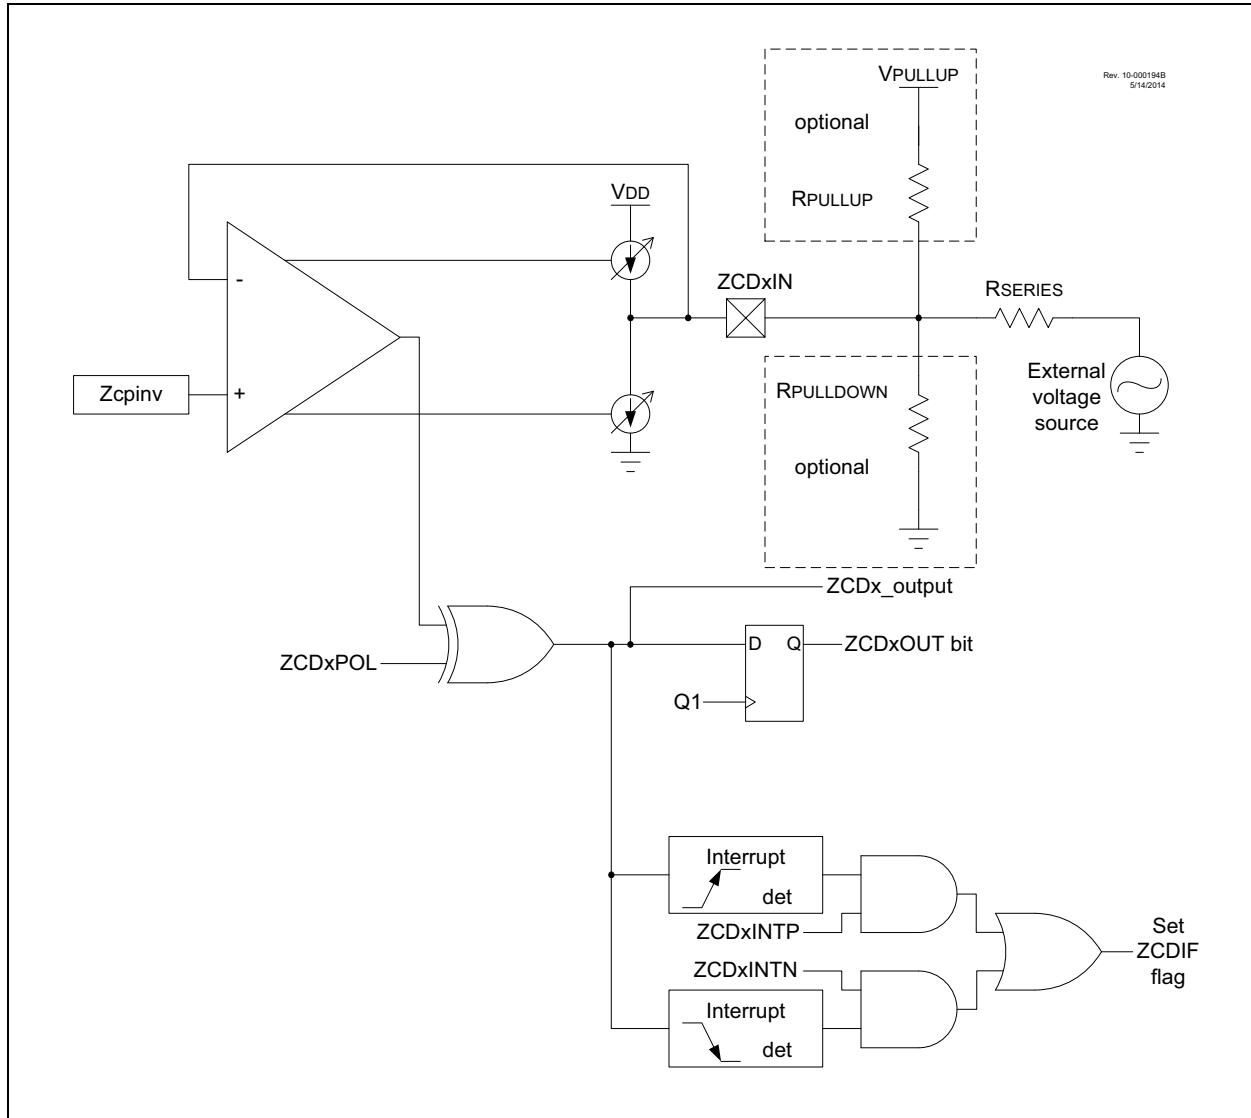 VPULLUP
Rev. 10-000194B
5/14/2014
optional
RPULLUP
VDD
ZCDxIN
RSERIES
-
Zcpinv
+
External
voltage
source
RPULLDOWN
optional
ZCDx_output
D Q
ZCDxOUT bit
ZCDxPOL
Q1
Interrupt
det
ZCDxINTP
Set
ZCDIF
flag
ZCDxINTN
Interrupt
det